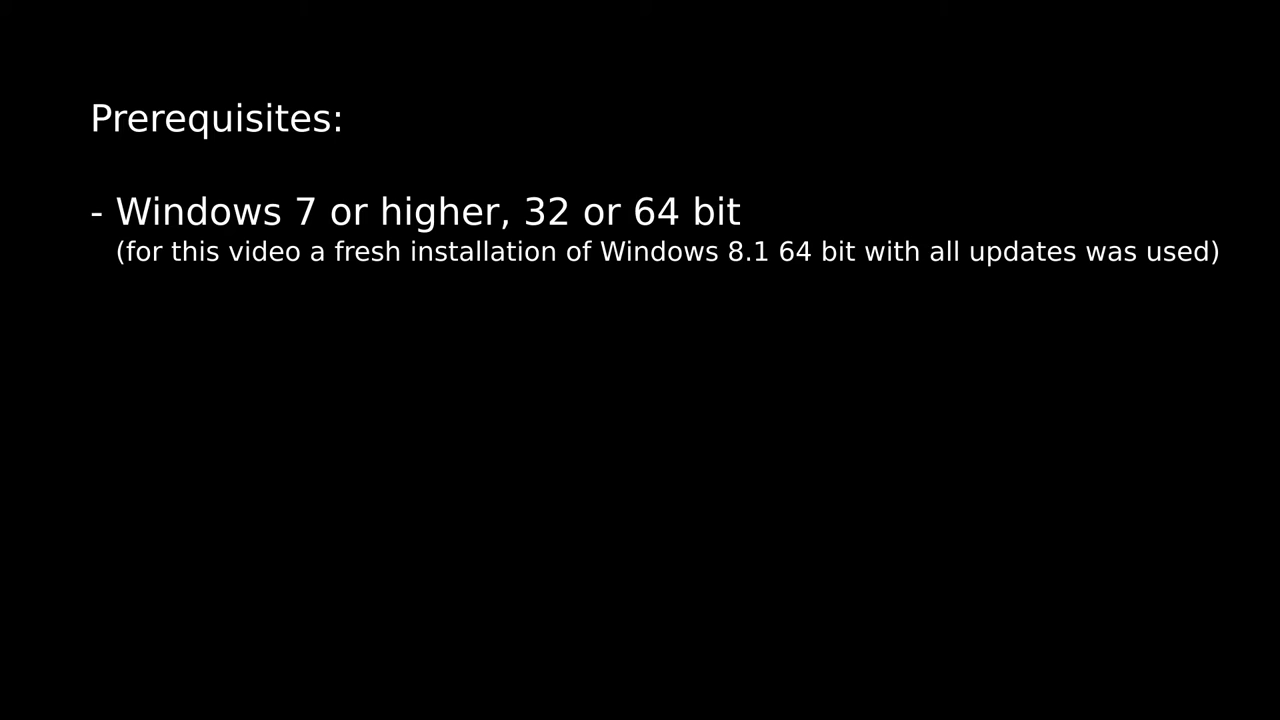 Prerequisites:
- Windows 7 or higher, 32 or 64 bit
(for this video a fresh installation of Windows 8.1 64 bit with all updates was used)